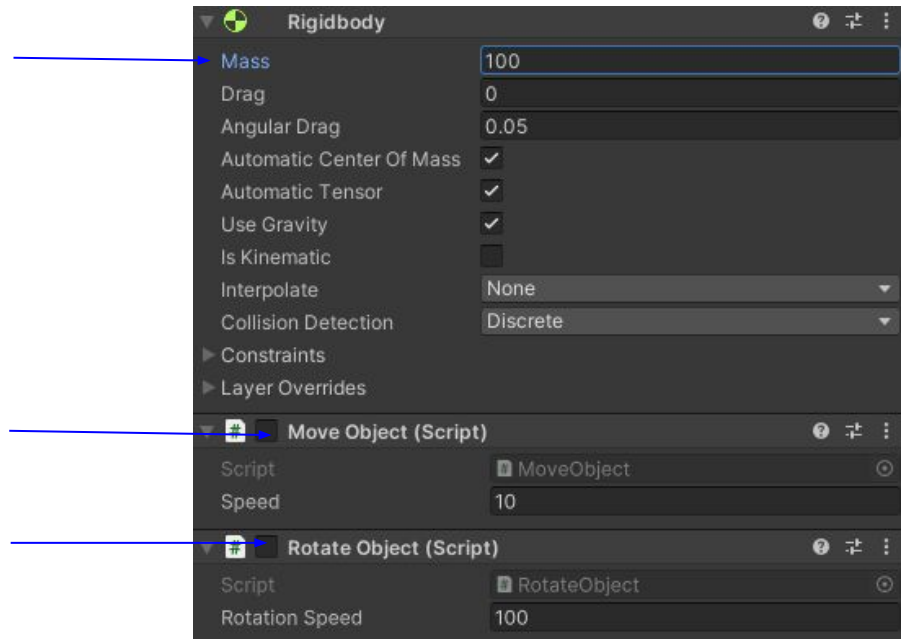 Rigidbody
Mass 100
Drag 0
Angular Drag 0.05
Automatic Center Of Mass
Automatic Tensor
Use Gravity
Is Kinematic
Interpolate None
Collision Detection Discrete
Constraints
Layer Overrides
# Move Object (Script)
Script # MoveObject
Speed 10
# Rotate Object (Script)
Script # RotateObject
Rotation Speed 100